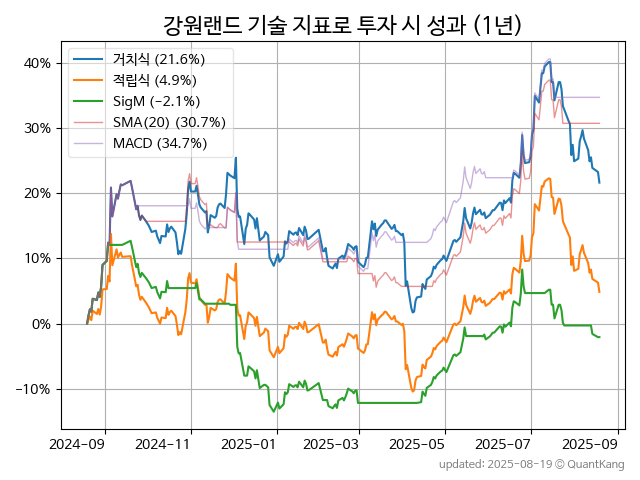 강원랜드 기술 지표로 투자 시 성과 (1년)
거치식 (21.6%)
적립식 (4.9%)
SigM (−2.1%)
SMA(20) (30.7%)
MACD (34.7%)
40%
30%
20%
10%
0%
−10%
2024-09 2024-11 2025-01 2025-03 2025-05 2025-07 2025-09
updated: 2025-08-19 ⓒ QuantKang